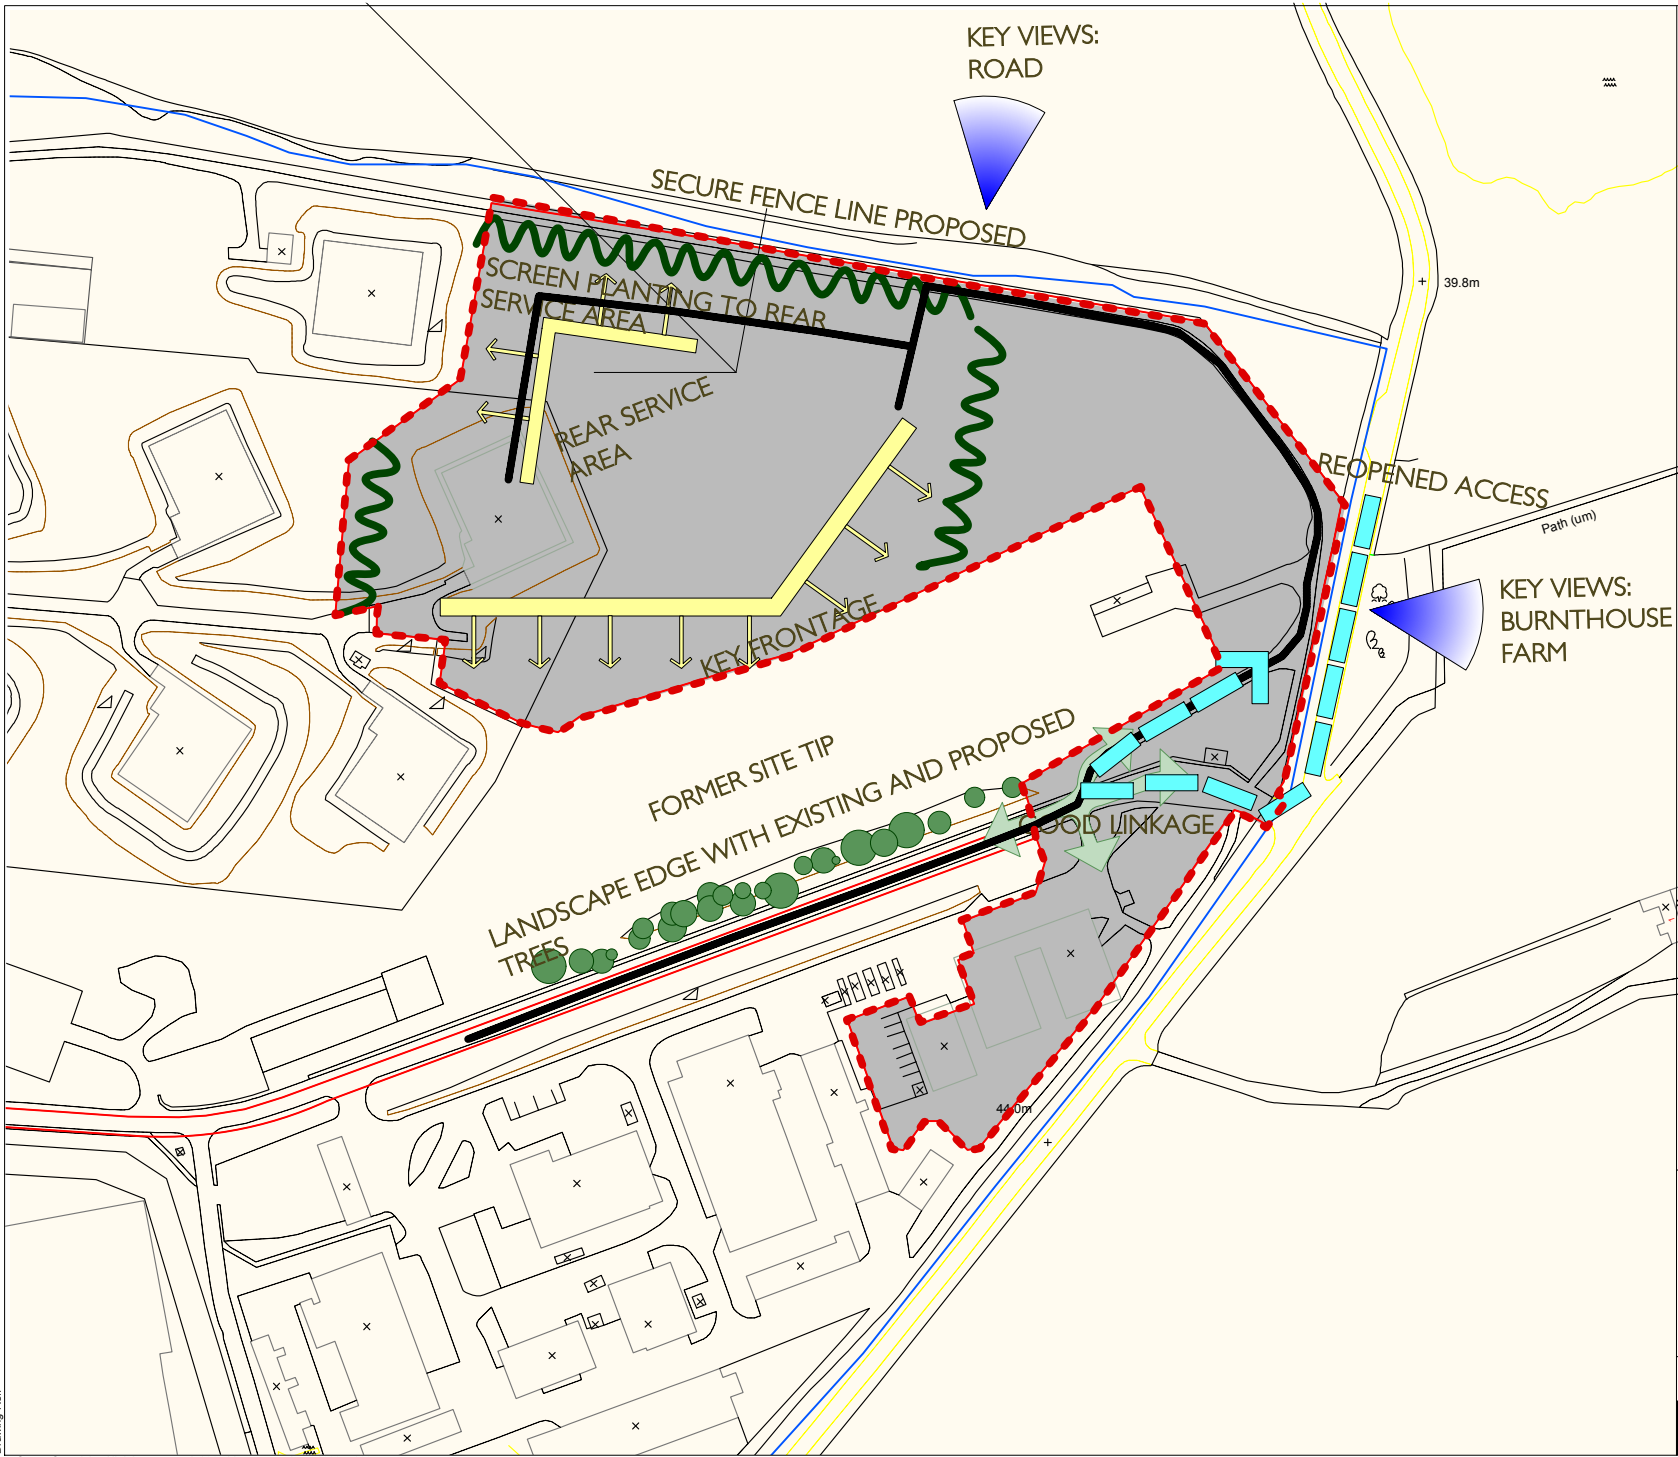 KEY VIEWS:
ROAD
SECURE FENCE LINE PROPOSED
SCREEN PLANTING TO REAR
SERVICE AREA
39.8m
REAR SERVICE
AREA
REOPENED ACCESS
Path (um)
KEY VIEWS:
BURNTHOUSE
FARM
KEY FRONTAGE
FORMER SITE TIP
LANDSCAPE EDGE WITH EXISTING AND PROPOSED
TREES
GOOD LINKAGE
44.0m